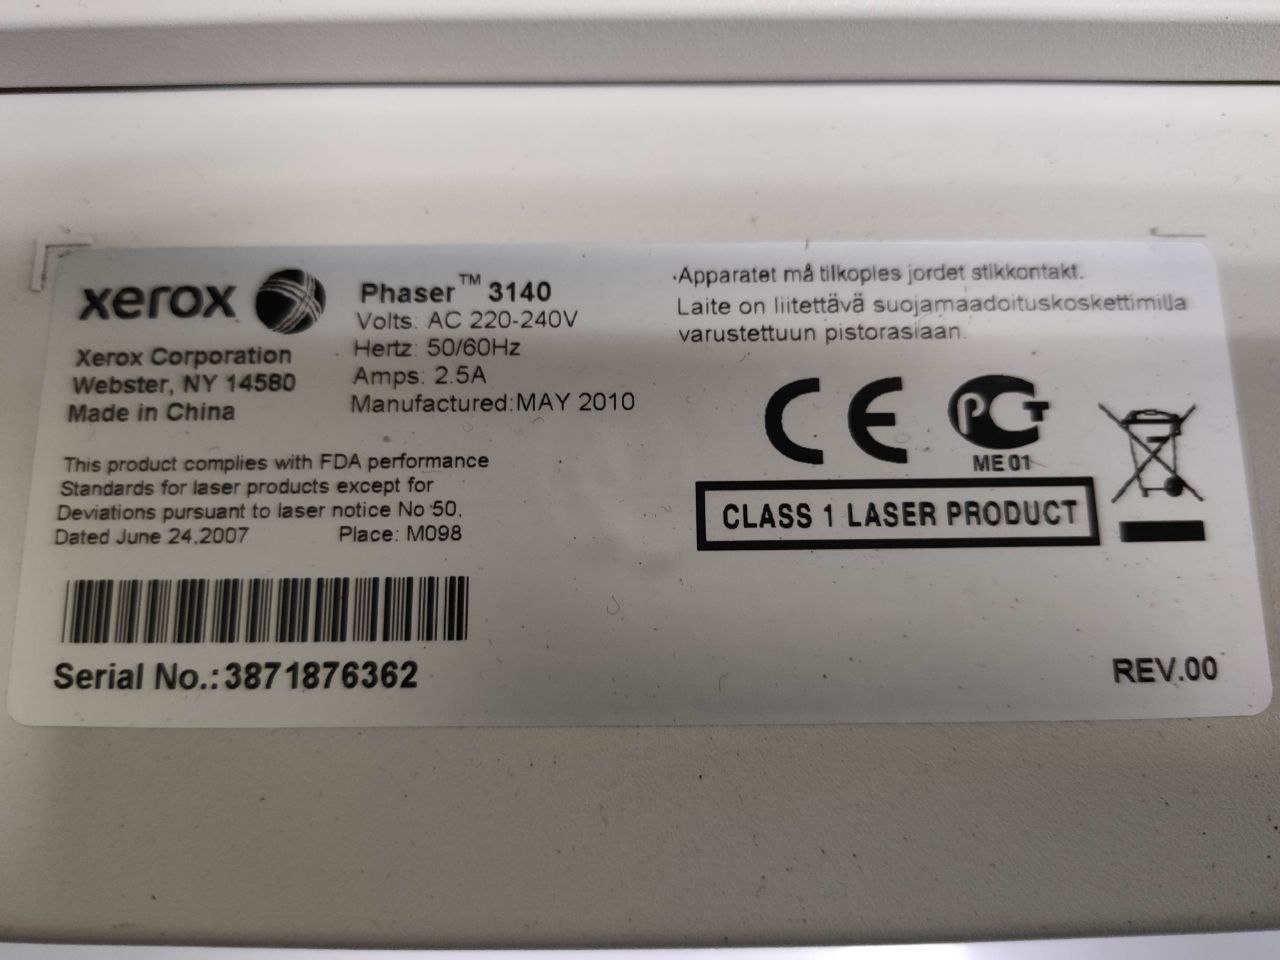 xerox
Xerox Corporation
Webster, NY 14580
Made in China
Phaser™ 3140
Volts: AC 220-240V
Hertz: 50/60Hz
Amps: 2.5A
Manufactured:MAY 2010
This product complies with FDA performance
Standards for laser products except for
Deviations pursuant to laser notice No 50,
Dated June 24,2007 Place: M098
Serial No.:3871876362
Apparatet må tilkoples jordet stikkontakt.
Laite on liitettävä suojamaadoituskoskettimilla
varustettuun pistorasiaan.
CE
PCT
ME01
CLASS 1 LASER PRODUCT
REV.00